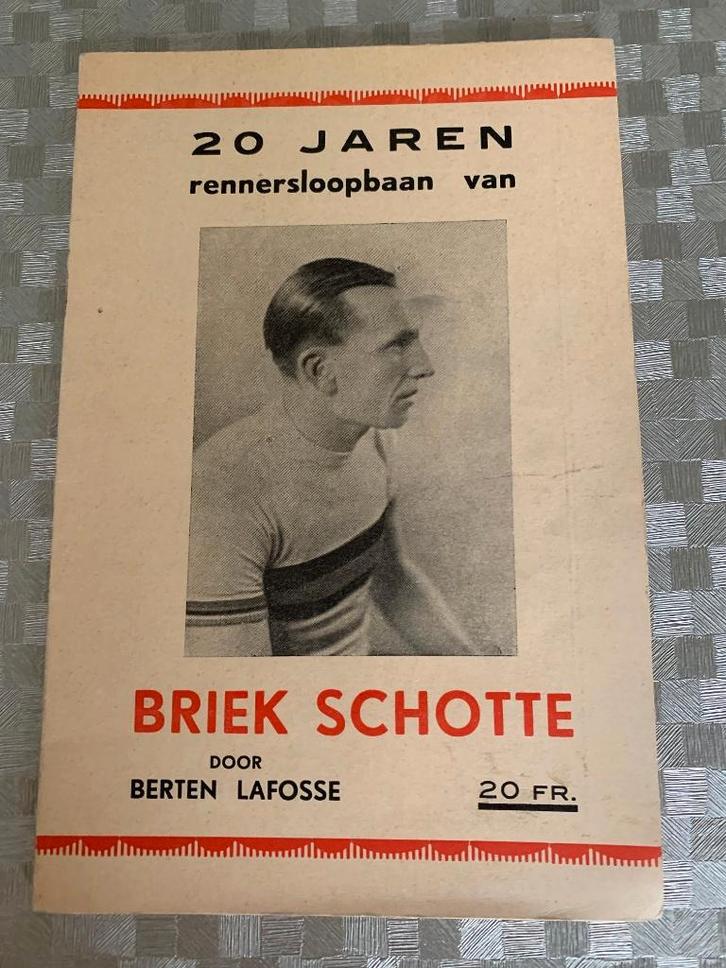 20 JAREN
rennersloopbaan van
BRIEK SCHOTTE
DOOR
BERTEN LAFOSSE
20 FR.